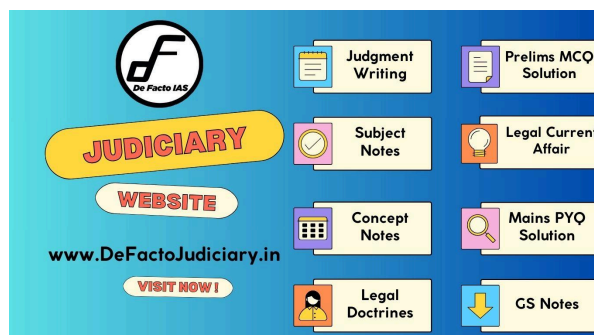 De Facto IAS
JUDICIARY
WEBSITE
www.DeFactoJudiciary.in
VISIT NOW!
Judgment
Writing
Prelims MCQ
Solution
Subject
Notes
Legal Current
Affair
Concept
Notes
Mains PYQ
Solution
Legal
Doctrines
GS Notes